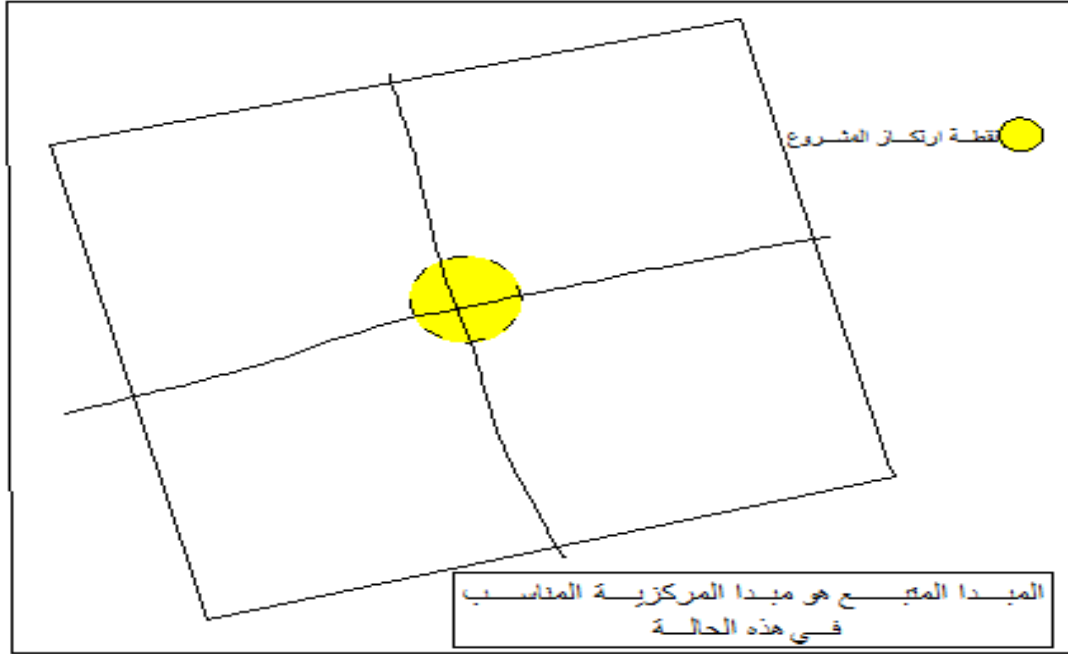 نقطة ارتكاز المشروع
المبدا المتبع هو مبدا المركزية المناسب
في هذه الحالة